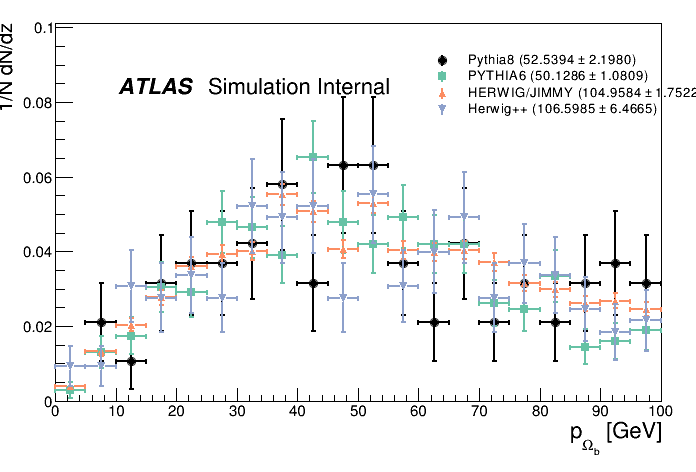 0.1
1/N dN/dz
Pythia8 (52.5394 ± 2.1980)
PYTHIA6 (50.1286 ± 1.0809)
ATLAS Simulation Internal
HERWIG/JIMMY (104.9584 ± 1.7522
Herwig++ (106.5985 ± 6.4665)
0.08
0.06
0.04
0.02
0
0 10 20 30 40 50 60 70 80 90 100
p_Ω_b [GeV]